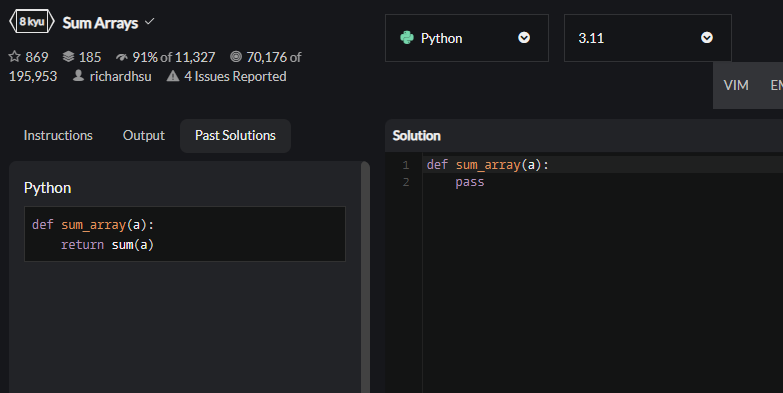 8 kyu Sum Arrays
869 185 91% of 11,327 70,176 of
195,953 richardhsu 4 Issues Reported
Python 3.11
VIM EM
Instructions Output Past Solutions
Solution
Python
def sum_array(a):
return sum(a)
1 def sum_array(a):
2 pass